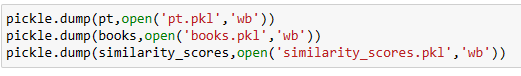 pickle.dump(pt,open('pt.pkl','wb'))
pickle.dump(books,open('books.pkl','wb'))
pickle.dump(similarity_scores,open('similarity_scores.pkl','wb'))